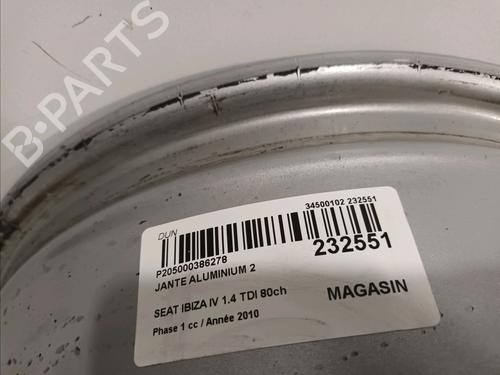 B-PARTS
DUN
34500102 232551
P205000386278
232551
JANTE ALUMINIUM 2
SEAT IBIZA IV 1.4 TDI 80ch
MAGASIN
Phase 1 cc / Année 2010